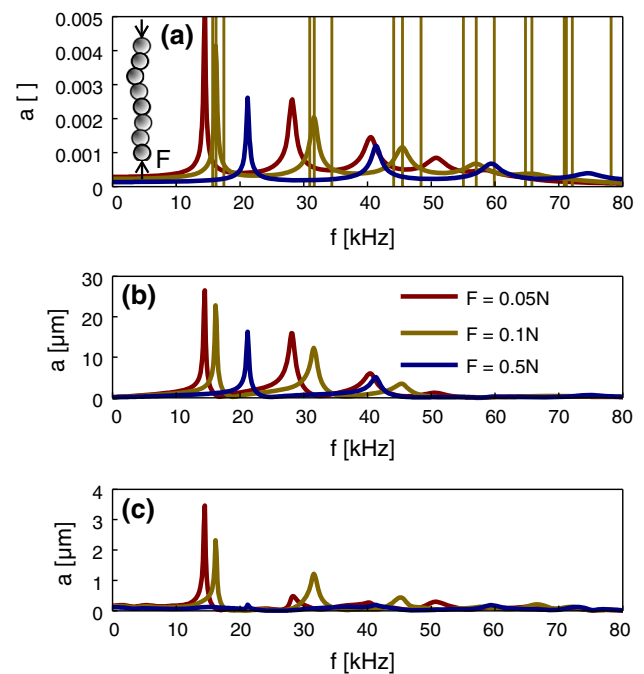 (a)
a [ ]
0.005
0.004
0.003
0.002
0.001
0
F
0 10 20 30 40 50 60 70 80
f [kHz]
(b)
a [µm]
30
20
10
0
F = 0.05N
F = 0.1N
F = 0.5N
0 10 20 30 40 50 60 70 80
f [kHz]
(c)
a [µm]
4
3
2
1
0
0 10 20 30 40 50 60 70 80
f [kHz]